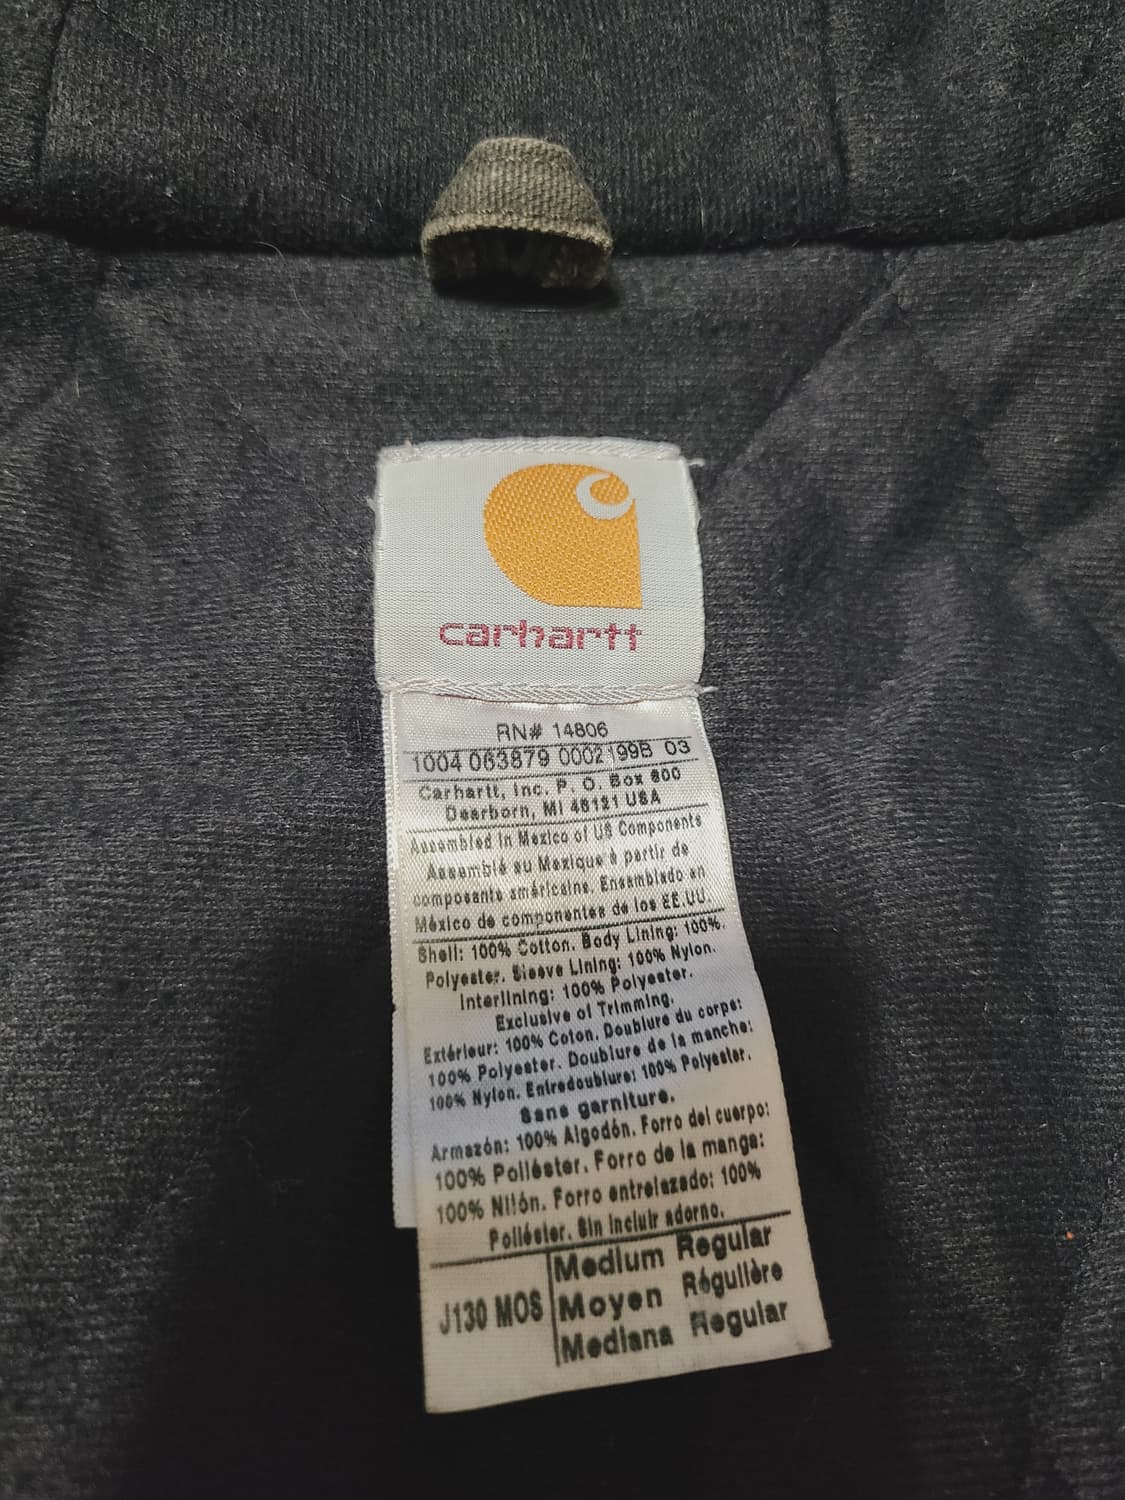 carhartt
RN# 14806
1004 063879 0002 199B 03
Carhartt, Inc. P. O. Box 600
Dearborn, MI 48121 USA
Assembled in Mexico of US Components
Assemblé au Mexique à partir de
composants américains. Ensamblado en
México de componentes de los EE.UU.
Shell: 100% Cotton. Body Lining: 100%
Polyester. Sleeve Lining: 100% Nylon.
Interlining: 100% Polyester.
Exclusive of Trimming.
Extérieur: 100% Coton. Doublure du corps:
100% Polyester. Doublure de la manche:
100% Nylon. Entredoublure: 100% Polyester.
Sans garniture.
Armazón: 100% Algodón. Forro del cuerpo:
100% Poliéster. Forro de la manga:
100% Nilón. Forro entrelazado: 100%
Poliéster. Sin incluir adorno.
J130 MOS
Medium Regular
Moyen Régulière
Mediana Regular